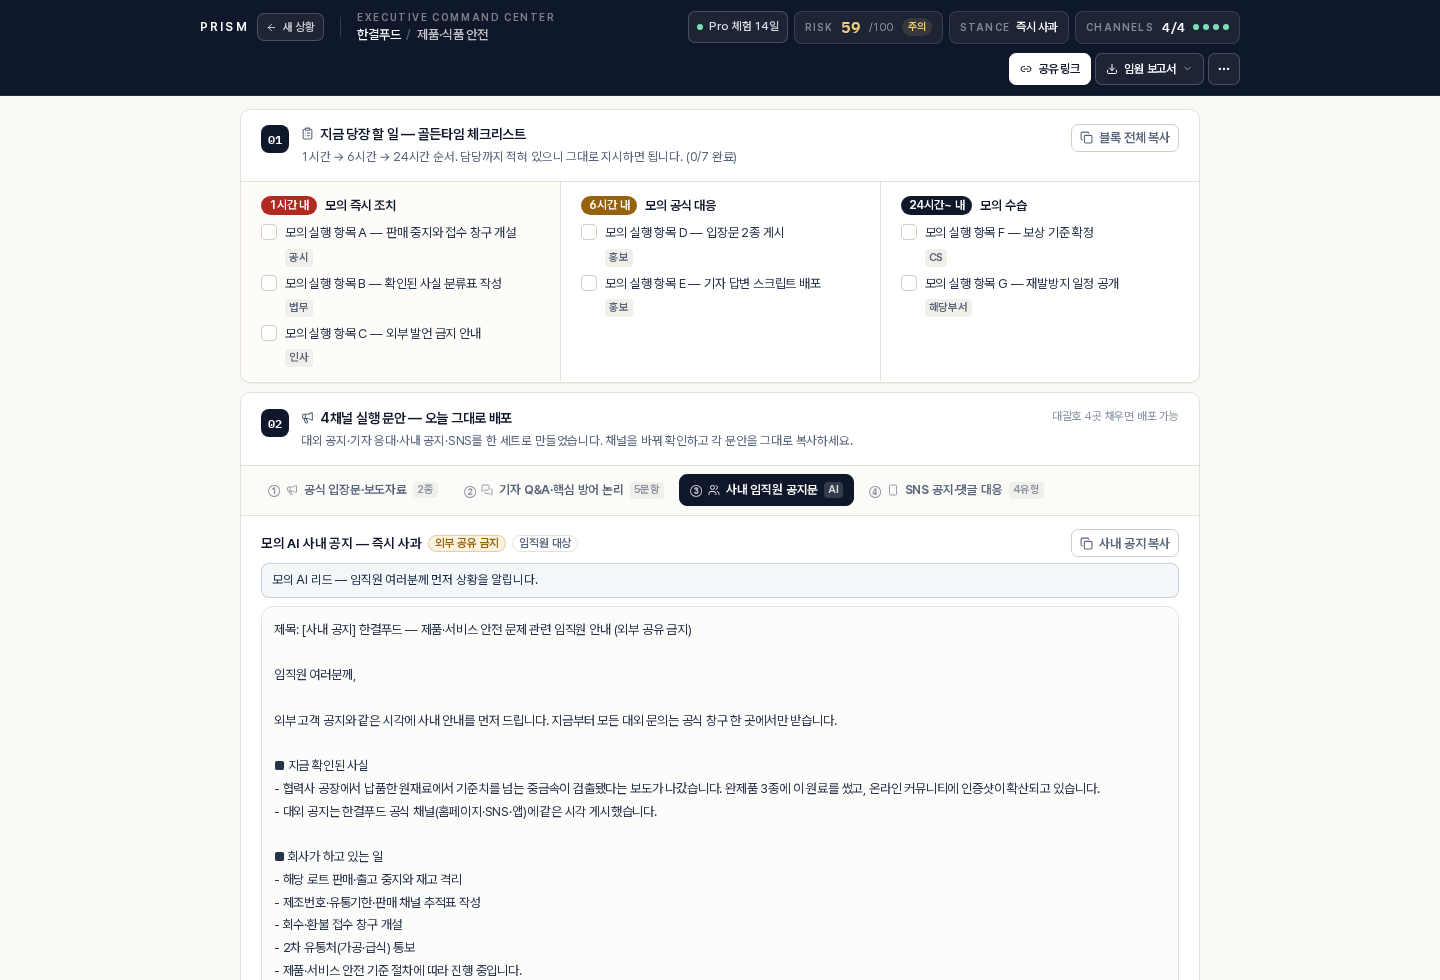 PRISM
← 새 상황
EXECUTIVE COMMAND CENTER
한결푸드 / 제품·식품 안전
Pro 체험 14일
RISK 59 /100 주의
STANCE 즉시 사과
CHANNELS 4/4
공유 링크
임원 보고서
01
지금 당장 할 일 — 골든타임 체크리스트
1시간 → 6시간 → 24시간 순서. 담당까지 적혀 있으니 그대로 지시하면 됩니다. (0/7 완료)
블록 전체 복사
1시간 내 모의 즉시 조치
모의 실행 항목 A — 판매 중지와 접수 창구 개설
공시
모의 실행 항목 B — 확인된 사실 분류표 작성
법무
모의 실행 항목 C — 외부 발언 금지 안내
인사
6시간 내 모의 공식 대응
모의 실행 항목 D — 입장문 2종 게시
홍보
모의 실행 항목 E — 기자 답변 스크립트 배포
홍보
24시간~ 내 모의 수습
모의 실행 항목 F — 보상 기준 확정
CS
모의 실행 항목 G — 재발방지 일정 공개
해당부서
02
4채널 실행 문안 — 오늘 그대로 배포
대외 공지·기자 응대·사내 공지·SNS를 한 세트로 만들었습니다. 채널을 바꿔 확인하고 각 문안을 그대로 복사하세요.
대괄호 4곳 채우면 배포 가능
① 공식 입장문·보도자료 2종
② 기자 Q&A·핵심 방어 논리 5문항
③ 사내 임직원 공지문 AI
④ SNS 공지·댓글 대응 4유형
모의 AI 사내 공지 — 즉시 사과 외부 공유 금지 임직원 대상
사내 공지 복사
모의 AI 리드 — 임직원 여러분께 먼저 상황을 알립니다.
제목: [사내 공지] 한결푸드 — 제품·서비스 안전 문제 관련 임직원 안내 (외부 공유 금지)
임직원 여러분께,
외부 고객 공지와 같은 시각에 사내 안내를 먼저 드립니다. 지금부터 모든 대외 문의는 공식 창구 한 곳에서만 받습니다.
■ 지금 확인된 사실
- 협력사 공장에서 납품한 원재료에서 기준치를 넘는 중금속이 검출됐다는 보도가 나갔습니다. 완제품 3종에 이 원료를 썼고, 온라인 커뮤니티에 인증샷이 확산되고 있습니다.
- 대외 공지는 한결푸드 공식 채널(홈페이지·SNS·앱)에 같은 시각 게시했습니다.
■ 회사가 하고 있는 일
- 해당 로트 판매·출고 중지와 재고 격리
- 제조번호·유통기한·판매 채널 추적표 작성
- 회수·환불 접수 창구 개설
- 2차 유통처(가공·급식) 통보
- 제품·서비스 안전 기준 절차에 따라 진행 중입니다.